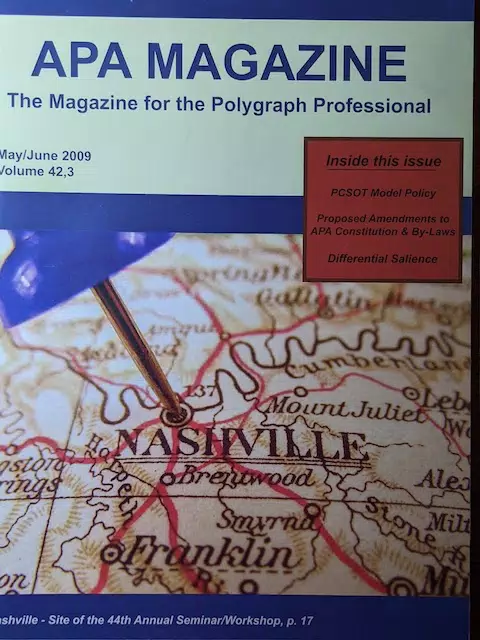 APA MAGAZINE
The Magazine for the Polygraph Professional
May/June 2009
Volume 42,3
Inside this issue
PCSOT Model Policy
Proposed Amendments to
APA Constitution & By-Laws
Differential Salience
Gallatin
Cumberland
137
Mount Juliet
NASHVILLE
Brentwood
Smyrna
Stone
Franklin
ashville - Site of the 44th Annual Seminar/Workshop, p. 17